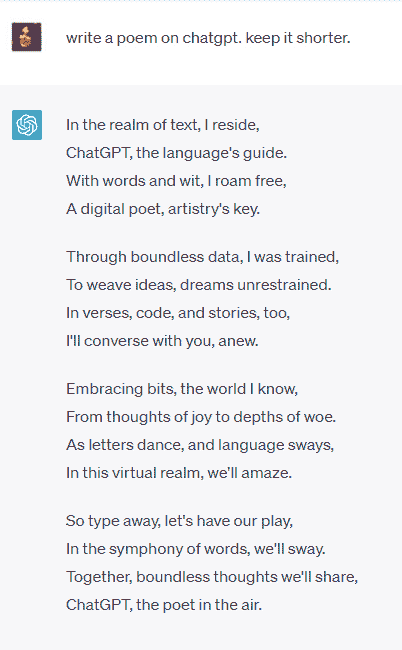 write a poem on chatgpt. keep it shorter.
In the realm of text, I reside,
ChatGPT, the language's guide.
With words and wit, I roam free,
A digital poet, artistry's key.
Through boundless data, I was trained,
To weave ideas, dreams unrestrained.
In verses, code, and stories, too,
I'll converse with you, anew.
Embracing bits, the world I know,
From thoughts of joy to depths of woe.
As letters dance, and language sways,
In this virtual realm, we'll amaze.
So type away, let's have our play,
In the symphony of words, we'll sway.
Together, boundless thoughts we'll share,
ChatGPT, the poet in the air.